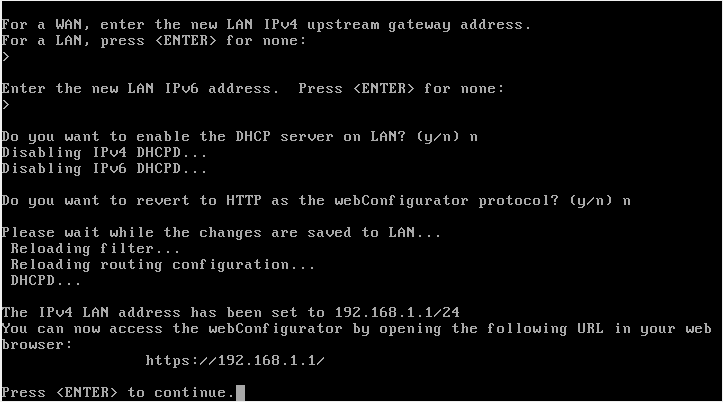 For a WAN, enter the new LAN IPv4 upstream gateway address.
For a LAN, press <ENTER> for none:
>
Enter the new LAN IPv6 address.  Press <ENTER> for none:
>
Do you want to enable the DHCP server on LAN? (y/n) n
Disabling IPv4 DHCPD...
Disabling IPv6 DHCPD...
Do you want to revert to HTTP as the webConfigurator protocol? (y/n) n
Please wait while the changes are saved to LAN...
 Reloading filter...
 Reloading routing configuration...
 DHCPD...
The IPv4 LAN address has been set to 192.168.1.1/24
You can now access the webConfigurator by opening the following URL in your web
browser:
                https://192.168.1.1/
Press <ENTER> to continue.